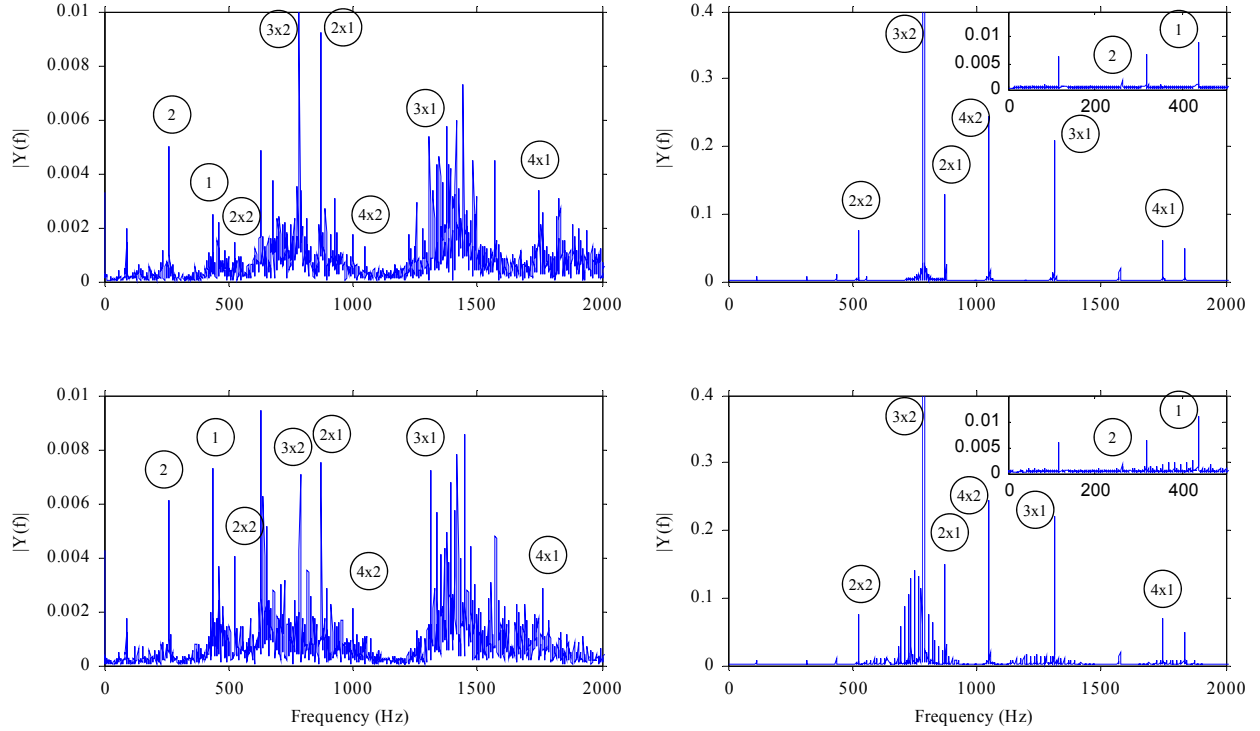 0.01
0.008
0.006
0.004
0.002
0
|Y(f)|
3x2
2x1
2
1
2x2
4x2
3x1
4x1
0 500 1000 1500 2000
0.4
0.3
0.2
0.1
0
|Y(f)|
3x2
4x2
2x1
2x2
3x1
4x1
0.01
0.005
0
2
1
0 200 400
0 500 1000 1500 2000
0.01
0.008
0.006
0.004
0.002
0
|Y(f)|
2
1
2x2
3x2
2x1
4x2
3x1
4x1
0 500 1000 1500 2000
Frequency (Hz)
0.4
0.3
0.2
0.1
0
|Y(f)|
3x2
4x2
2x1
3x1
2x2
4x1
0.01
0.005
0
2
1
0 200 400
0 500 1000 1500 2000
Frequency (Hz)